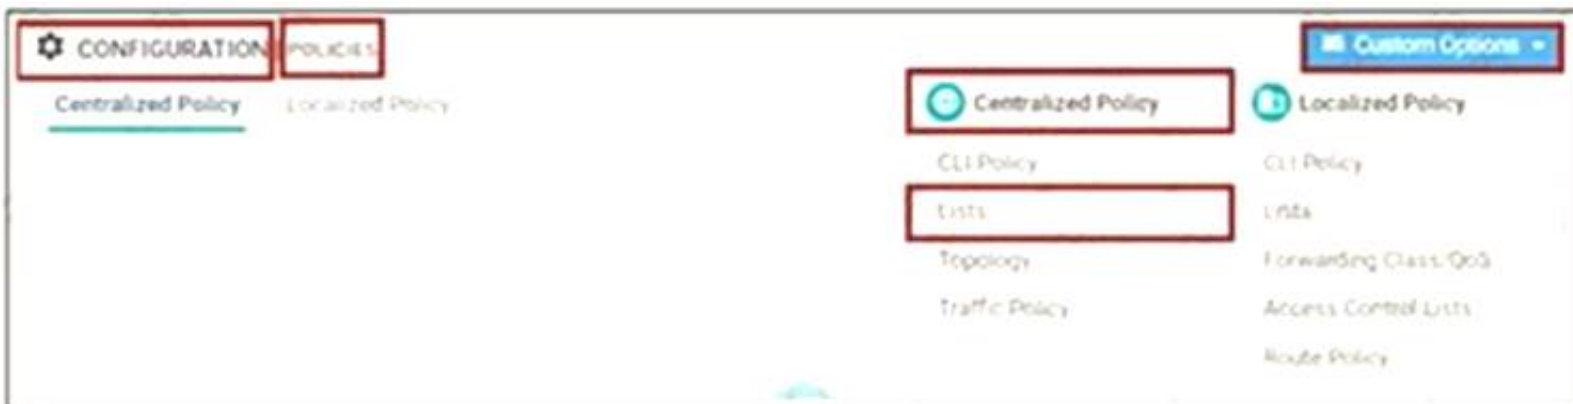 CONFIGURATION POLICIES
Custom Options
Centralized Policy Localized Policy
Centralized Policy
Localized Policy
CLI Policy
CLI Policy
Lists
Lists
Topology
Forwarding Class/QoS
Traffic Policy
Access Control Lists
Route Policy